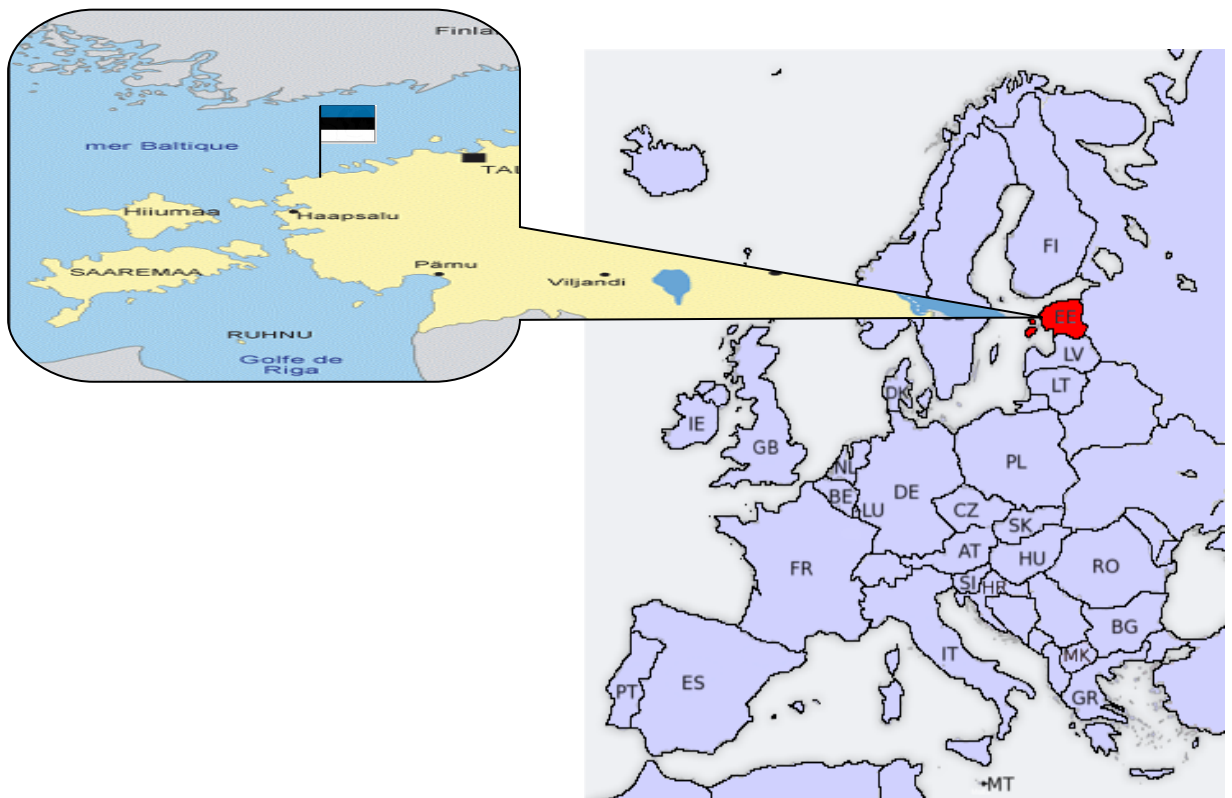 Finla
mer Baltique
TAL
Hiiumaa
Haapsalu
SAAREMAA
Pärnu
Viljandi
RUHNU
Golfe de
Riga
FI
EE
LV
LT
DK
IE
GB
NL
PL
BE
DE
LU
CZ
SK
AT
HU
FR
RO
SI
HR
BG
IT
MK
ES
PT
GR
MT